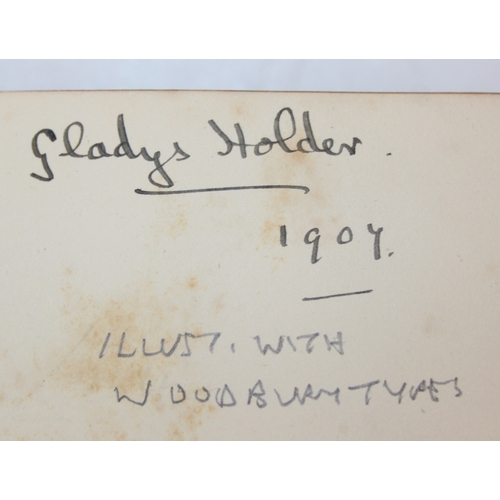 Gladys Holder.
1907.
ILLUST. WITH
WOODBURYTYPES